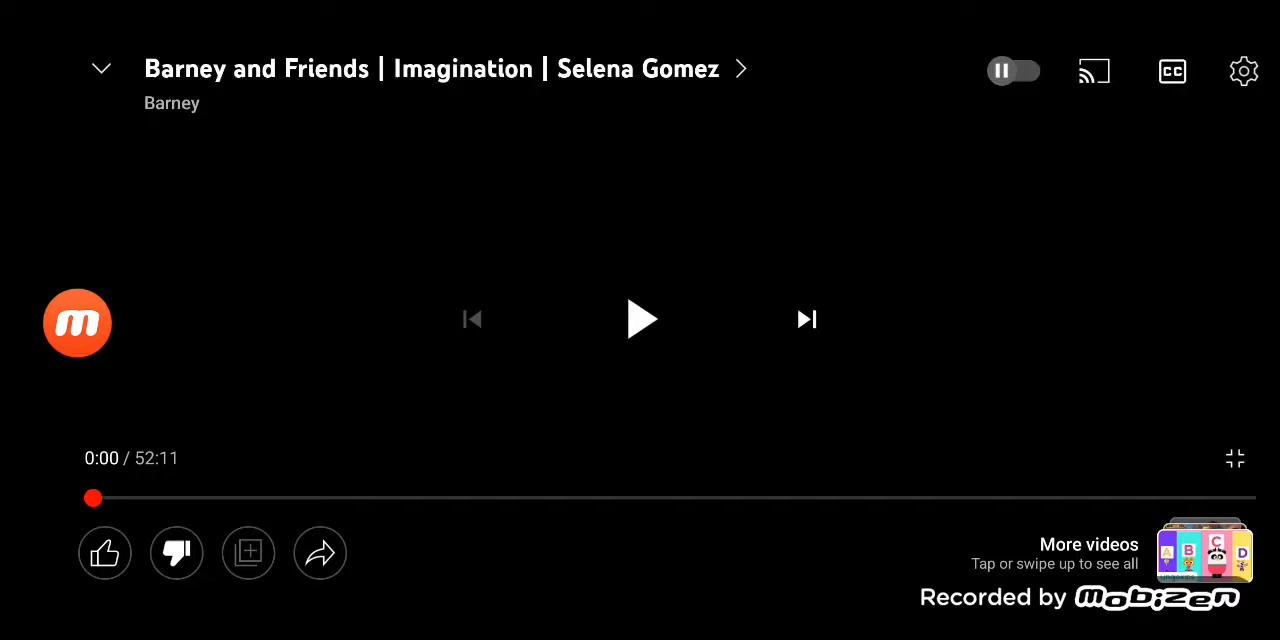 Barney and Friends | Imagination | Selena Gomez
Barney
CC
m
0:00 / 52:11
More videos
Tap or swipe up to see all
A B C D
Recorded by mobizen